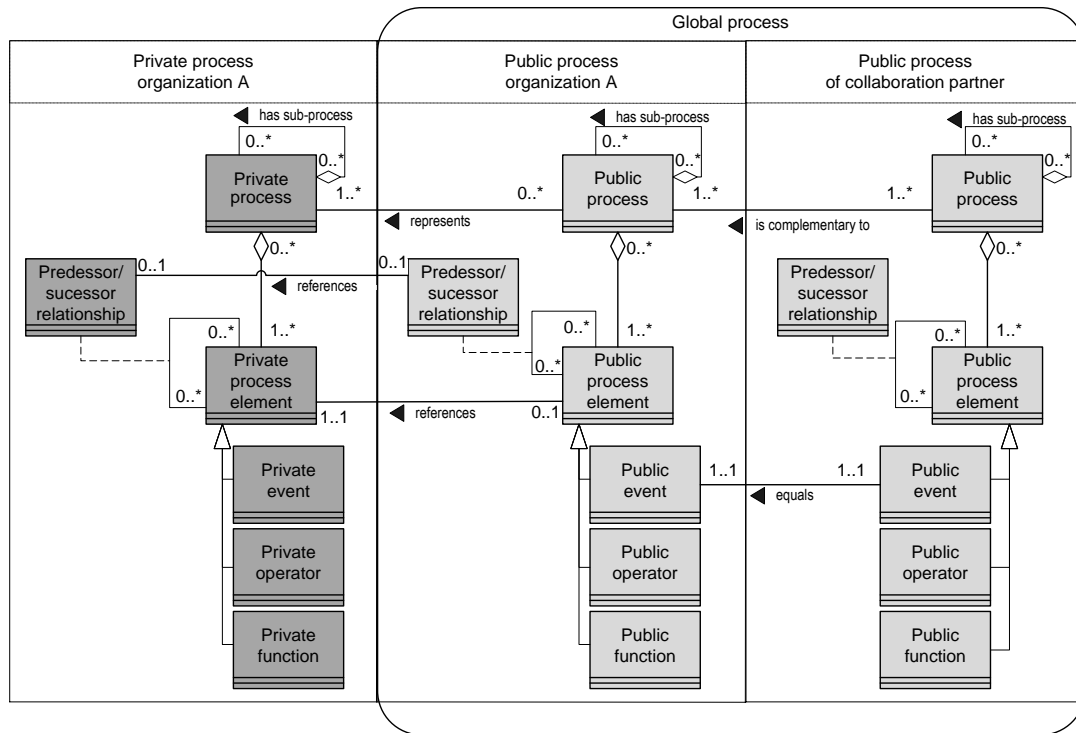 Global process
Private process
organization A
Public process
organization A
Public process
of collaboration partner
has sub-process
has sub-process
has sub-process
0..*
0..*
0..*
0..*
0..*
0..*
Private
process
1..*
0..*
Public
process
1..*
1..*
Public
process
represents
is complementary to
0..*
0..*
0..*
Predessor/
sucessor
relationship
0..1
references
0..1
Predessor/
sucessor
relationship
Predessor/
sucessor
relationship
0..*
1..*
0..*
1..*
0..*
1..*
0..*
Private
process
element
0..*
Public
process
element
0..*
Public
process
element
1..1
references
0..1
Private
event
Public
event
1..1
equals
1..1
Public
event
Private
operator
Public
operator
Public
operator
Private
function
Public
function
Public
function